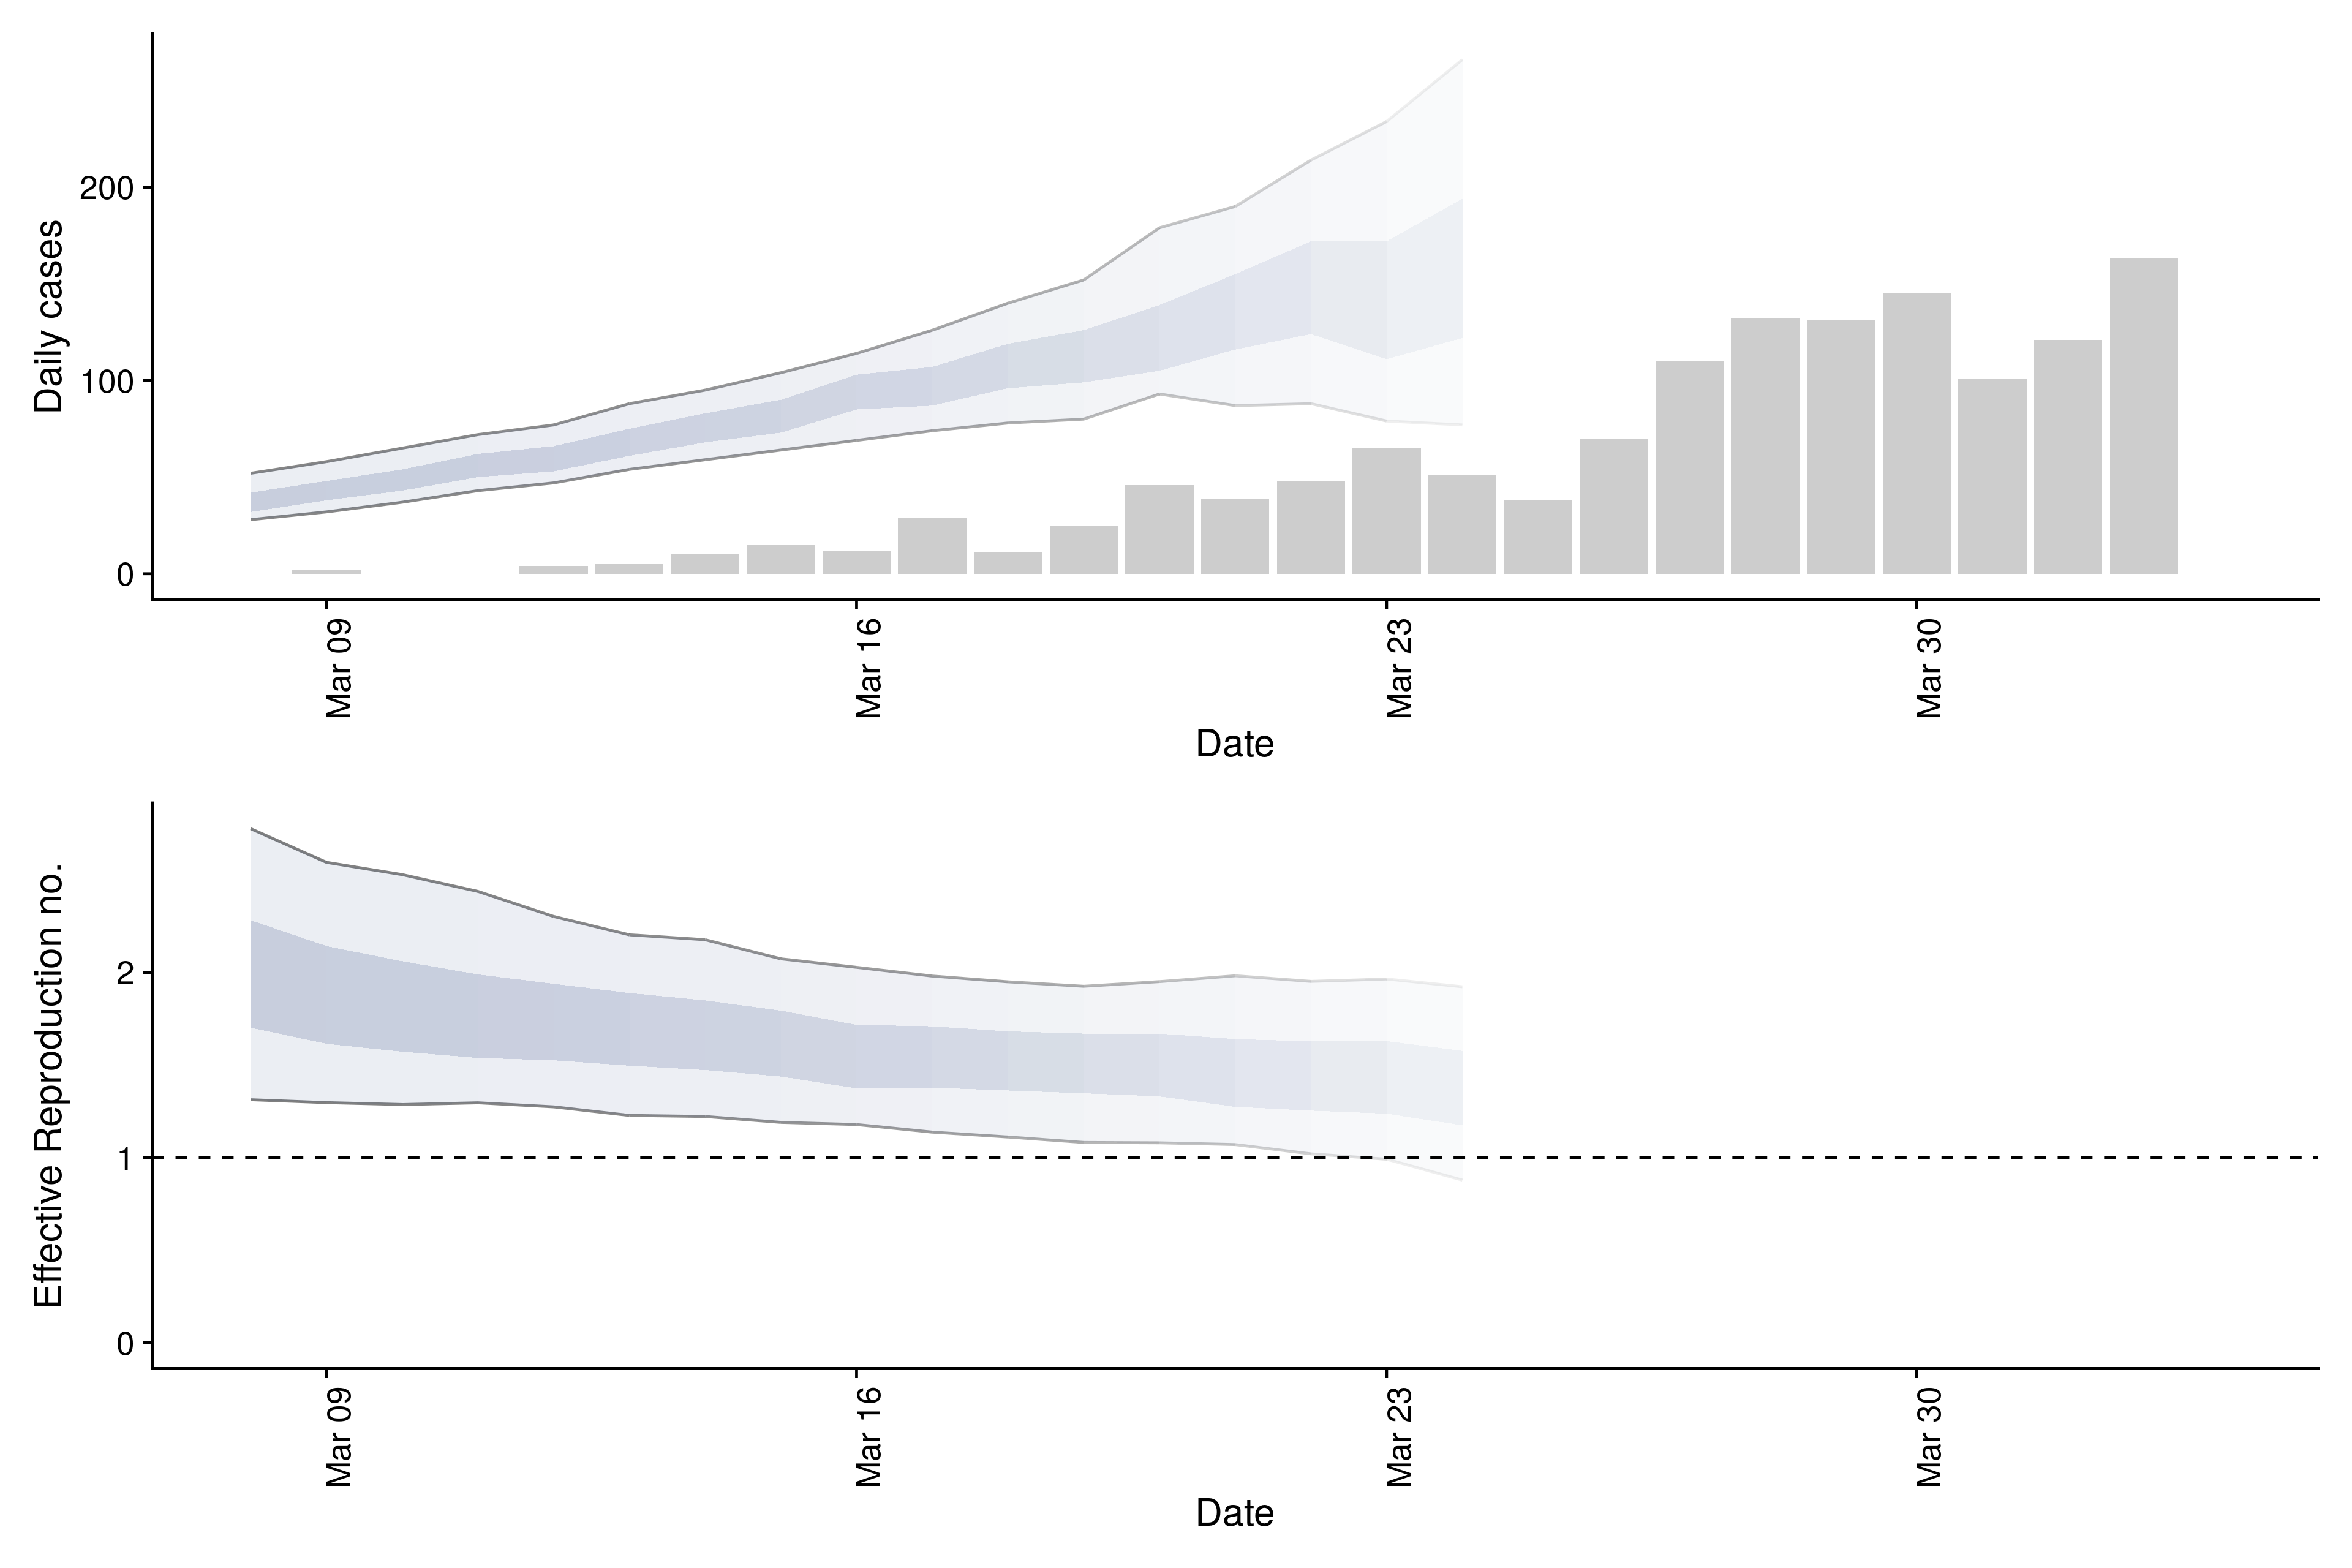 Daily cases
200
100
0
Mar 09
Mar 16
Mar 23
Mar 30
Date
Effective Reproduction no.
2
1
0
Mar 09
Mar 16
Mar 23
Mar 30
Date